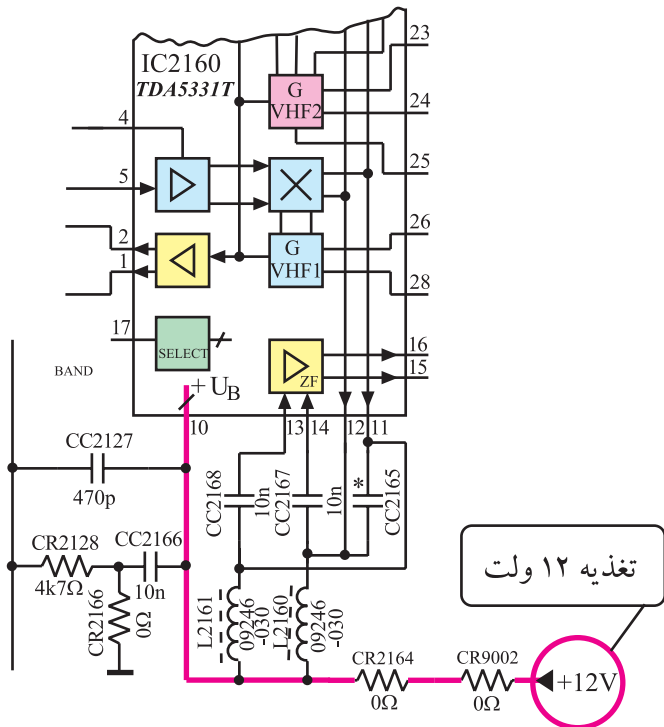 IC2160
TDA5331T
G
VHF2
23
24
25
4
5
2
1
G
VHF1
26
28
17
SELECT
ZF
16
15
BAND
+ U_B
10
13
14
12
11
CC2127
470p
CC2168
10n
CC2167
10n
*
CC2165
CR2128
4k7Ω
CC2166
10n
CR2166
0Ω
L2161
09246
-030
L2160
09246
-030
CR2164
0Ω
CR9002
0Ω
+12V
تغذیه ۱۲ ولت